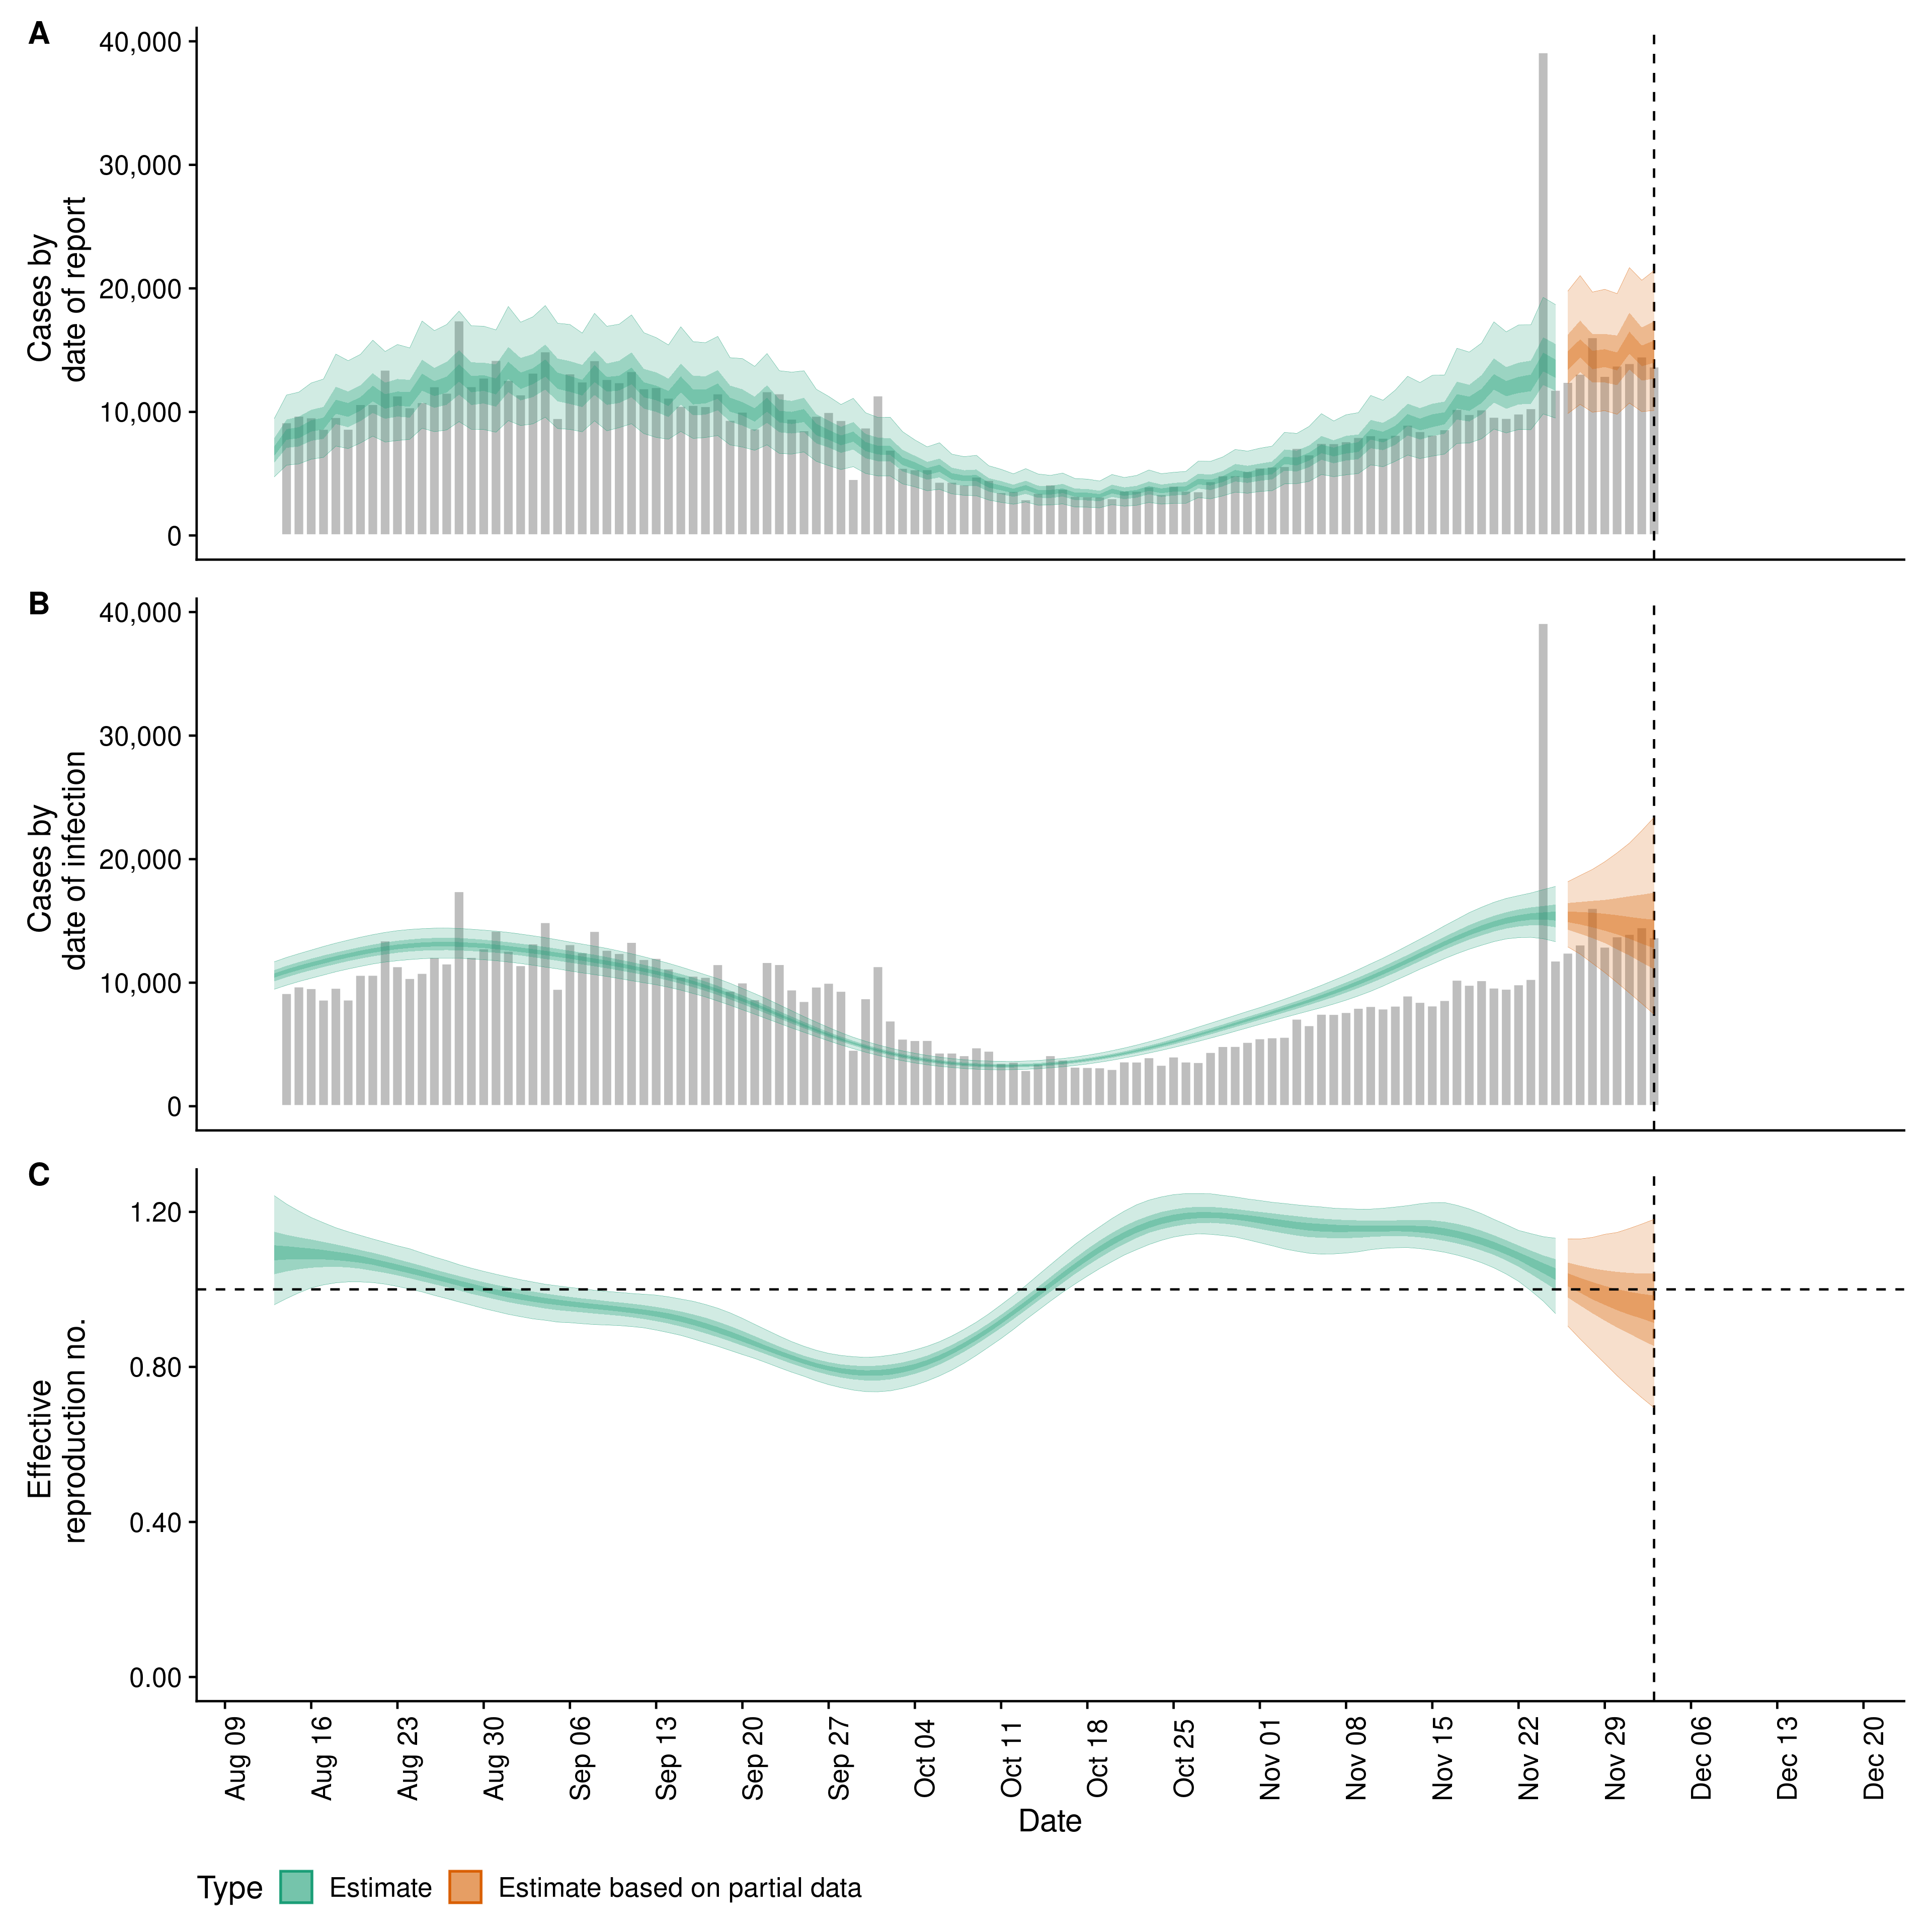 A
40,000
30,000
20,000
10,000
0
Cases by
date of report
B
40,000
30,000
20,000
10,000
0
Cases by
date of infection
C
1.20
0.80
0.40
0.00
Effective
reproduction no.
Aug 09
Aug 16
Aug 23
Aug 30
Sep 06
Sep 13
Sep 20
Sep 27
Oct 04
Oct 11
Oct 18
Oct 25
Nov 01
Nov 08
Nov 15
Nov 22
Nov 29
Dec 06
Dec 13
Dec 20
Date
Type Estimate Estimate based on partial data